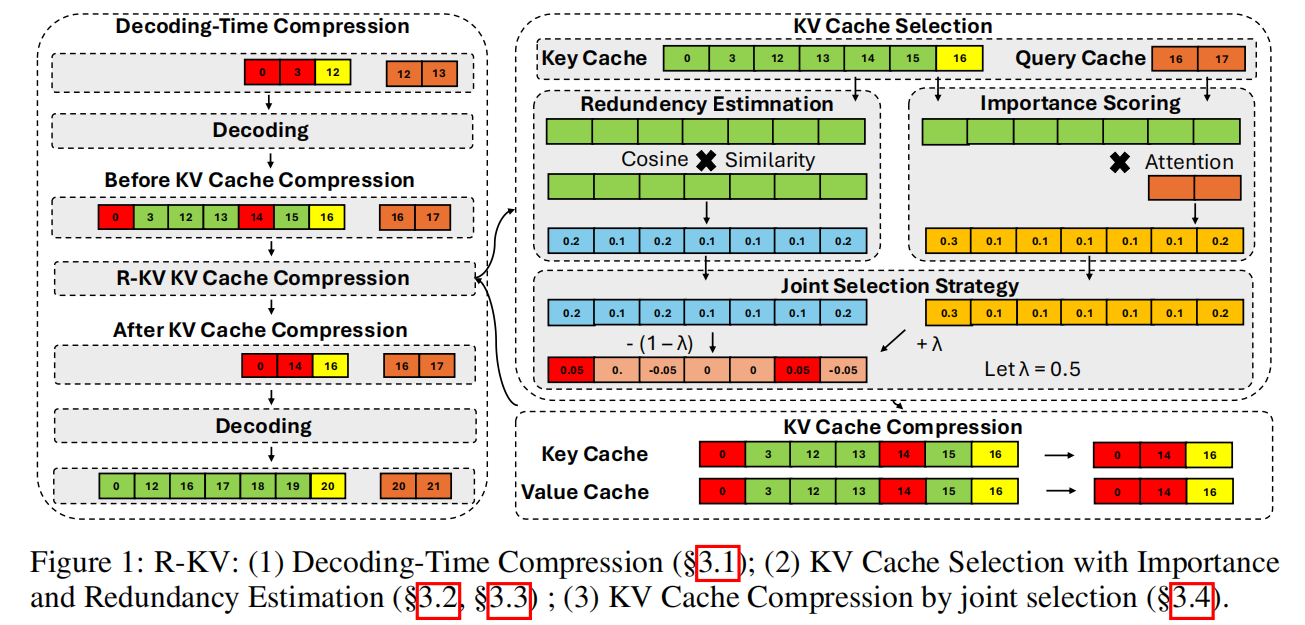 Decoding-Time Compression
0 3 12 12 13
Decoding
Before KV Cache Compression
0 3 12 13 14 15 16 16 17
R-KV KV Cache Compression
After KV Cache Compression
0 14 16 16 17
Decoding
0 12 16 17 18 19 20 20 21
KV Cache Selection
Key Cache 0 3 12 13 14 15 16 Query Cache 16 17
Redundency Estimnation
Cosine ✖ Similarity
0.2 0.1 0.2 0.1 0.1 0.1 0.2
Importance Scoring
✖ Attention
0.3 0.1 0.1 0.1 0.1 0.1 0.2
Joint Selection Strategy
0.2 0.1 0.2 0.1 0.1 0.1 0.2 0.3 0.1 0.1 0.1 0.1 0.1 0.2
- (1 – λ) + λ
0.05 0. -0.05 0 0 0.05 -0.05 Let λ = 0.5
KV Cache Compression
Key Cache 0 3 12 13 14 15 16 0 14 16
Value Cache 0 3 12 13 14 15 16 0 14 16
Figure 1: R-KV: (1) Decoding-Time Compression (§3.1); (2) KV Cache Selection with Importance
and Redundancy Estimation (§3.2, §3.3) ; (3) KV Cache Compression by joint selection (§3.4).